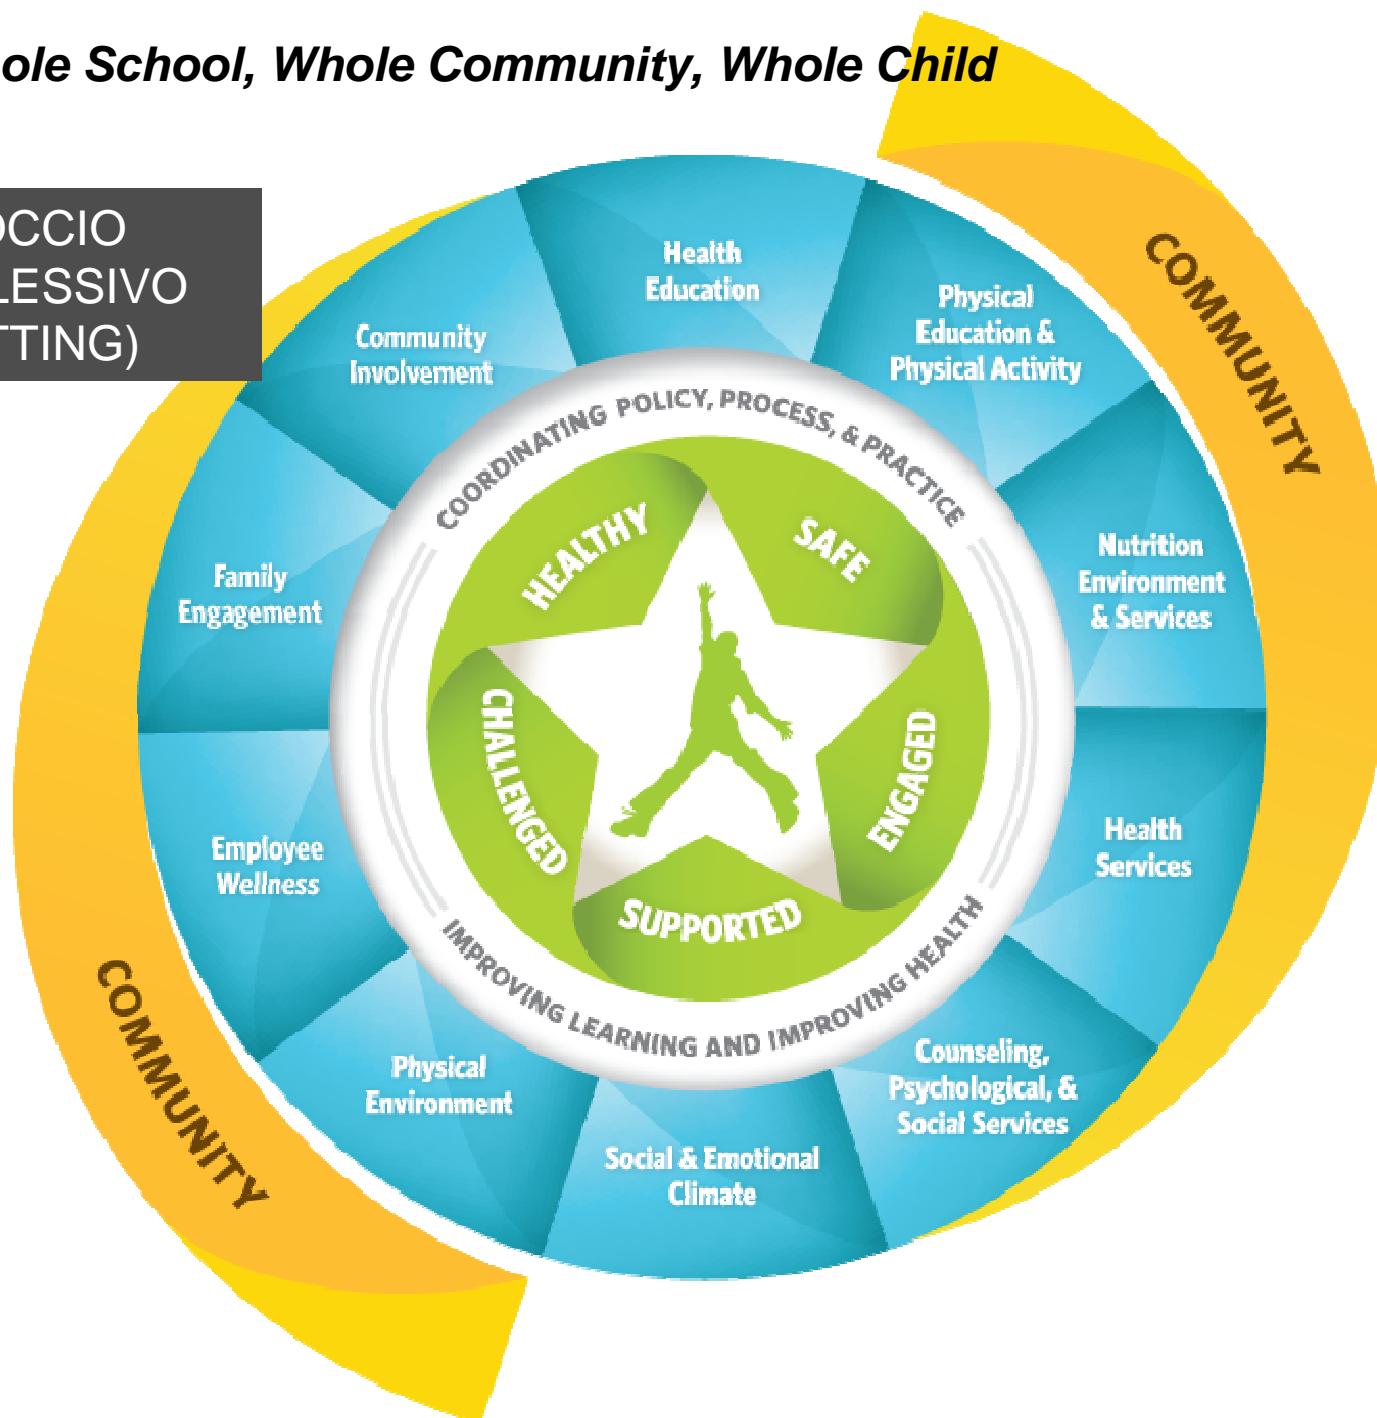 ole School, Whole Community, Whole Child
OCCIO
LESSIVO
TTING)
COMMUNITY
Health
Education
Physical
Education &
Physical Activity
Nutrition
Environment
& Services
Health
Services
Counseling,
Psychological, &
Social Services
Social & Emotional
Climate
Physical
Environment
Employee
Wellness
Family
Engagement
Community
Involvement
COORDINATING POLICY, PROCESS, & PRACTICE
IMPROVING LEARNING AND IMPROVING HEALTH
HEALTHY
SAFE
ENGAGED
SUPPORTED
CHALLENGED
COMMUNITY